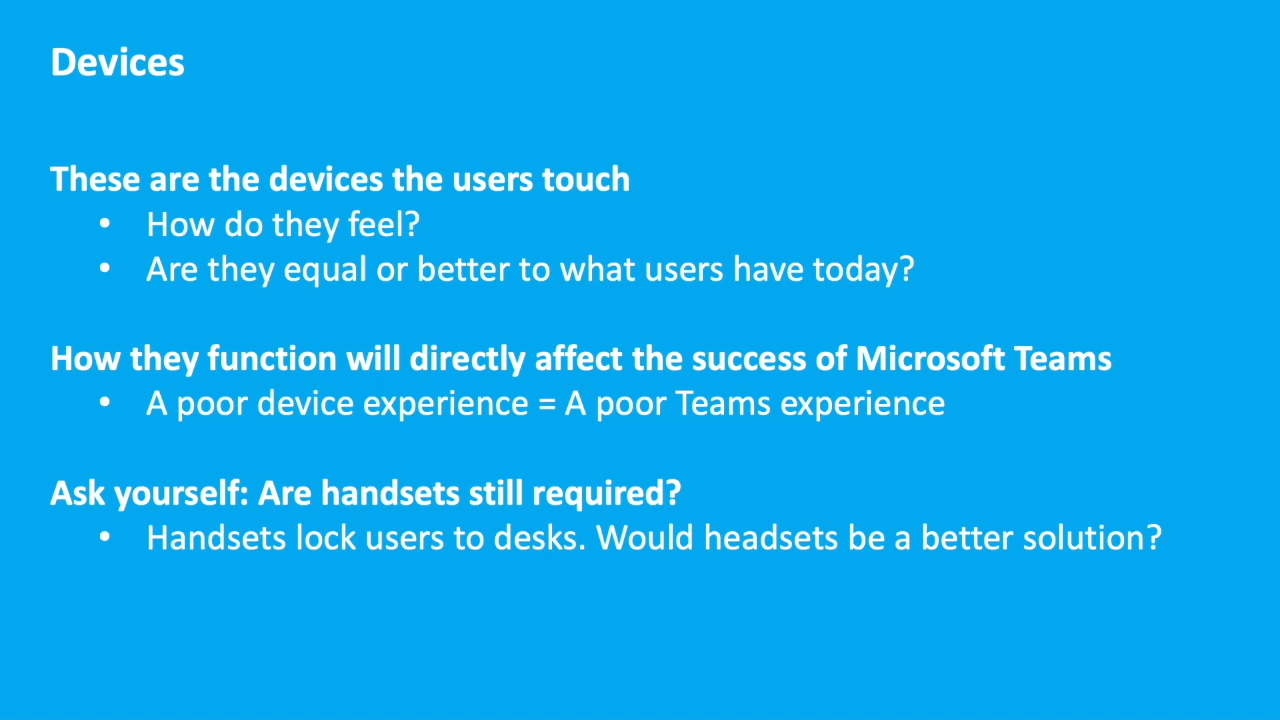 Devices
These are the devices the users touch
• How do they feel?
• Are they equal or better to what users have today?
How they function will directly affect the success of Microsoft Teams
• A poor device experience = A poor Teams experience
Ask yourself: Are handsets still required?
• Handsets lock users to desks. Would headsets be a better solution?